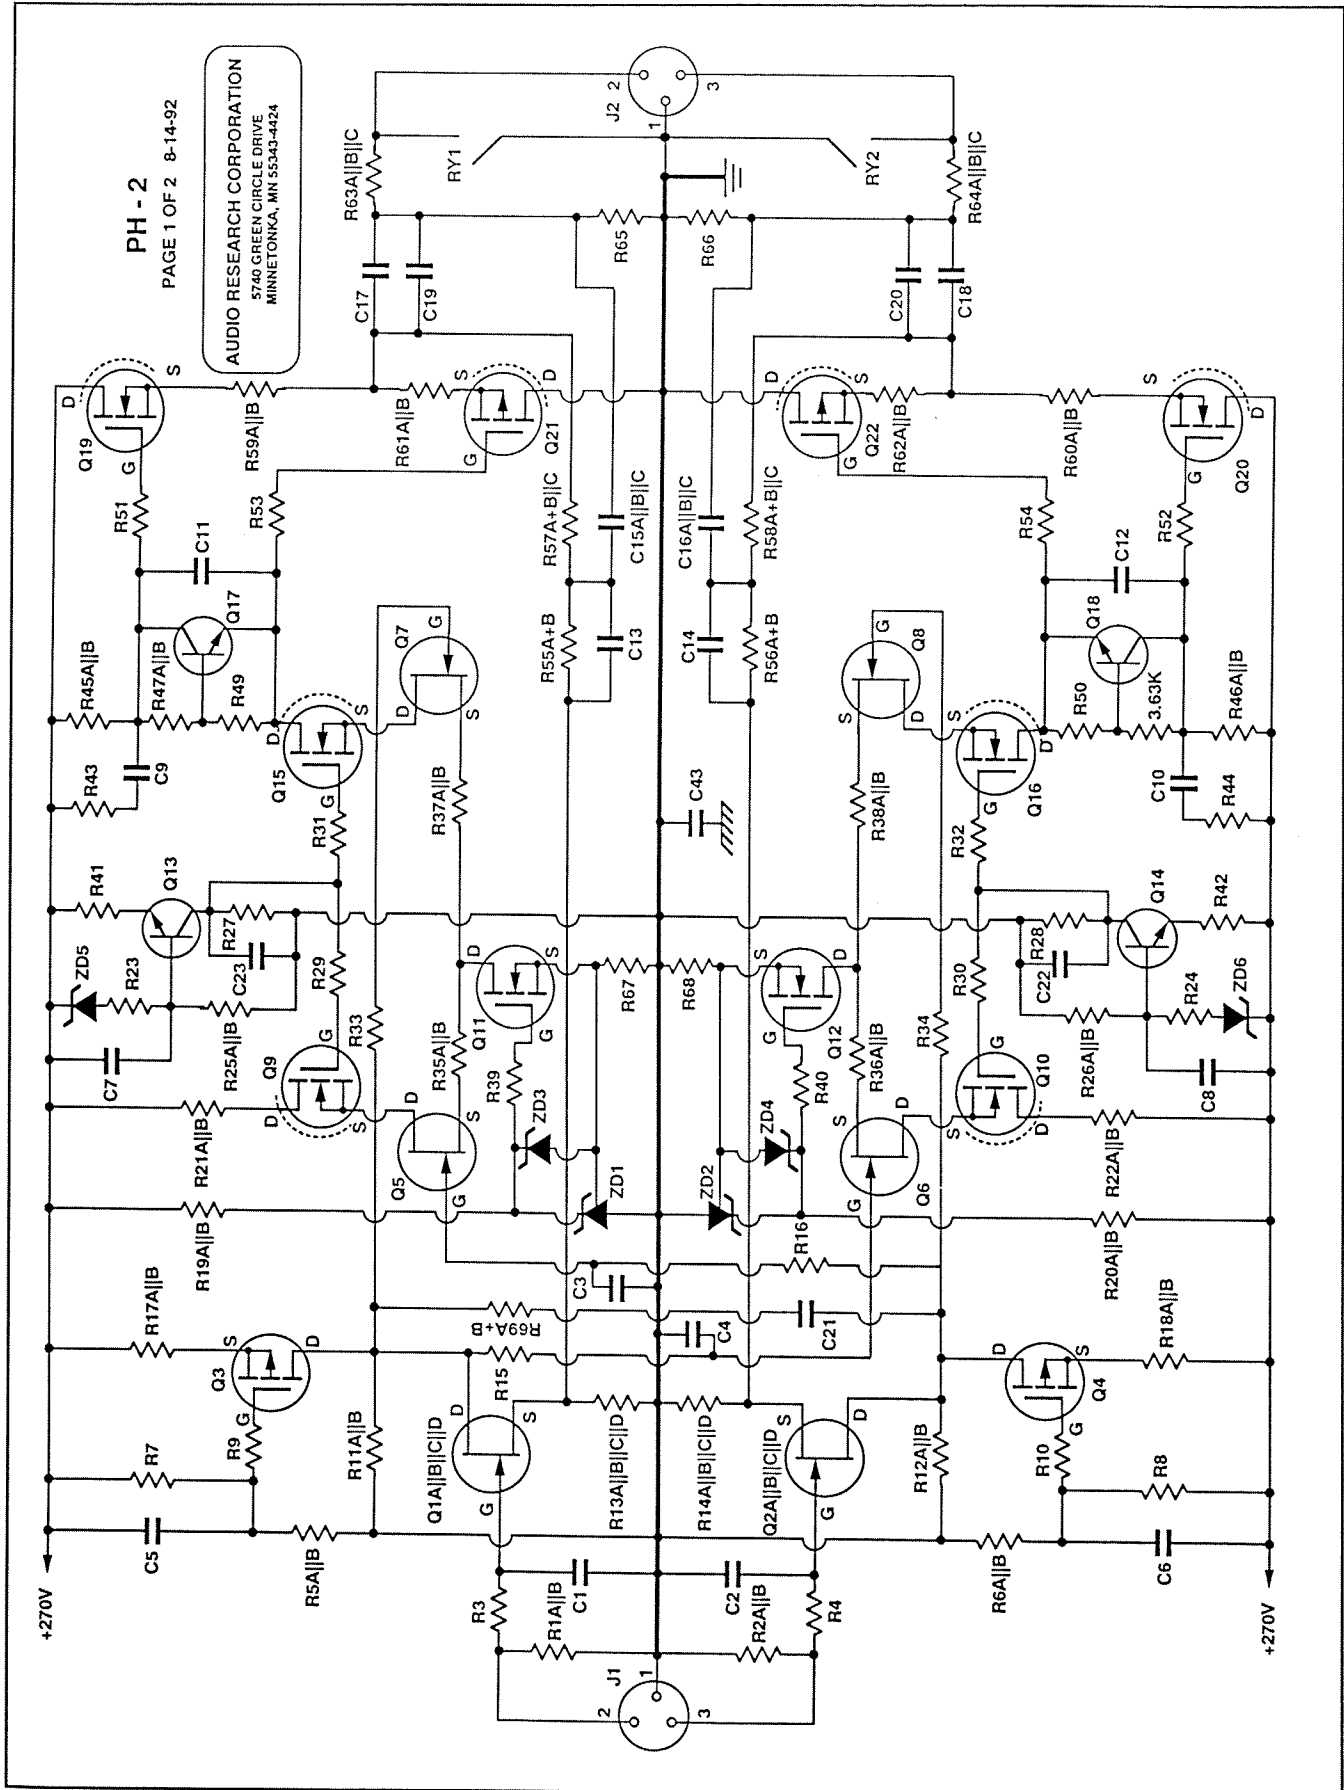 PH - 2
PAGE 1 OF 2 8-14-92
AUDIO RESEARCH CORPORATION
5740 GREEN CIRCLE DRIVE
MINNETONKA, MN 55343-4424
+270V
C5
R7
R9
G
Q3
S
D
R17A||B
R5A||B
R11A||B
R19A||B
R21A||B
C7
ZD5
R23
R25A||B
C23
R27
R41
Q13
R43
C9
R45A||B
R47A||B
R49
Q17
C11
R51
G
Q19
D
S
R53
R59A||B
R61A||B
S
G
Q21
D
Q9
D
G
S
R29
R31
G
Q15
D
S
R33
Q5
G
D
S
R35A||B
R37A||B
Q7
G
D
S
Q11
D
G
S
R39
ZD3
ZD1
R67
R55A+B
C13
R57A+B||C
C15A||B||C
C17
C19
R63A||B||C
R65
RY1
J2
2
1
3
RY2
R66
J1
2
1
3
R3
R1A||B
C1
Q1A||B||C||D
G
D
S
R13A||B||C||D
R15
R69A+B
C3
C4
C21
R16
C43
R4
R2A||B
C2
Q2A||B||C||D
G
S
D
R14A||B||C||D
ZD2
ZD4
R68
R40
Q12
G
S
D
C14
R56A+B
C16A||B||C
R58A+B||C
C20
C18
R64A||B||C
Q6
G
S
D
R36A||B
R38A||B
Q8
S
G
D
R34
R12A||B
R6A||B
C6
R8
R10
G
Q4
D
S
R18A||B
R20A||B
R22A||B
Q10
S
G
D
R30
R32
G
Q16
S
D
C22
R28
R26A||B
R24
ZD6
C8
Q14
R42
C10
R44
R50
3.63K
R46A||B
Q18
C12
R54
R52
G
Q22
D
S
R62A||B
R60A||B
S
G
Q20
D
+270V